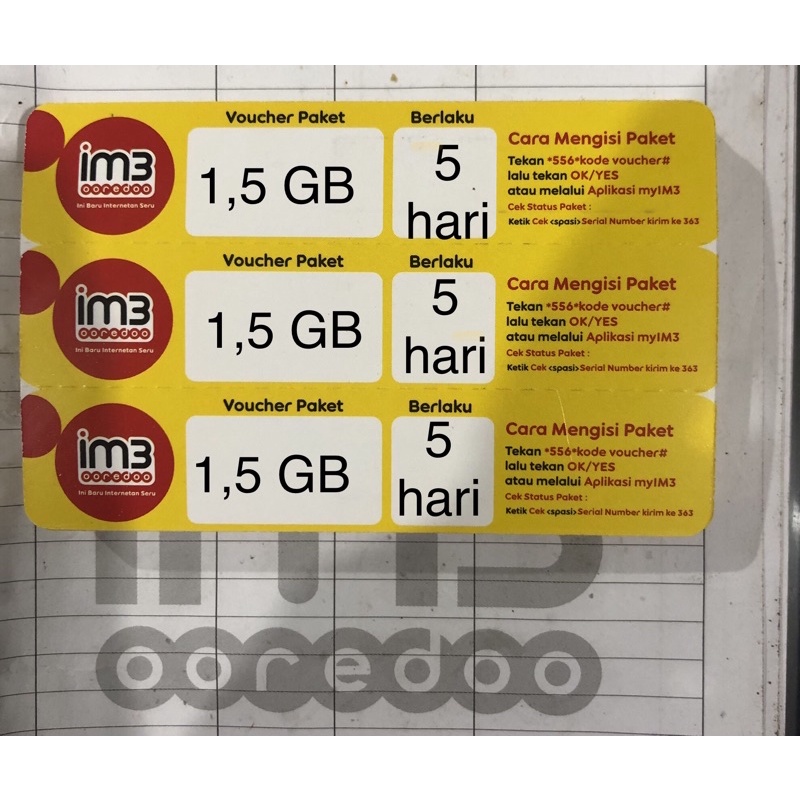 im3
ooredoo
Ini Baru Internetan Seru
Voucher Paket
1,5 GB
Berlaku
5
hari
Cara Mengisi Paket
Tekan *556*kode voucher#
lalu tekan OK/YES
atau melalui Aplikasi myIM3
Cek Status Paket :
Ketik Cek <spasi> Serial Number kirim ke 363
im3
ooredoo
Ini Baru Internetan Seru
Voucher Paket
1,5 GB
Berlaku
5
hari
Cara Mengisi Paket
Tekan *556*kode voucher#
lalu tekan OK/YES
atau melalui Aplikasi myIM3
Cek Status Paket :
Ketik Cek <spasi> Serial Number kirim ke 363
im3
ooredoo
Ini Baru Internetan Seru
Voucher Paket
1,5 GB
Berlaku
5
hari
Cara Mengisi Paket
Tekan *556*kode voucher#
lalu tekan OK/YES
atau melalui Aplikasi myIM3
Cek Status Paket :
Ketik Cek <spasi> Serial Number kirim ke 363
im3
ooredoo